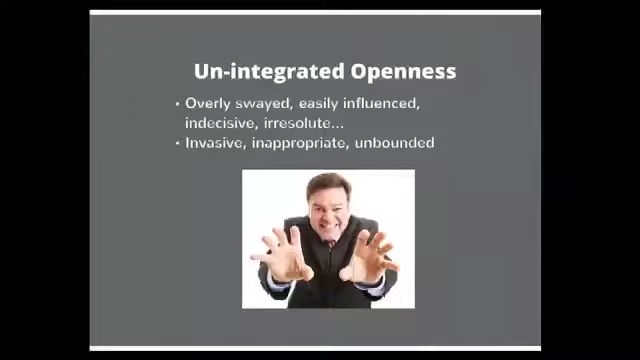 Un-integrated Openness
• Overly swayed, easily influenced,
indecisive, irresolute...
• Invasive, inappropriate, unbounded